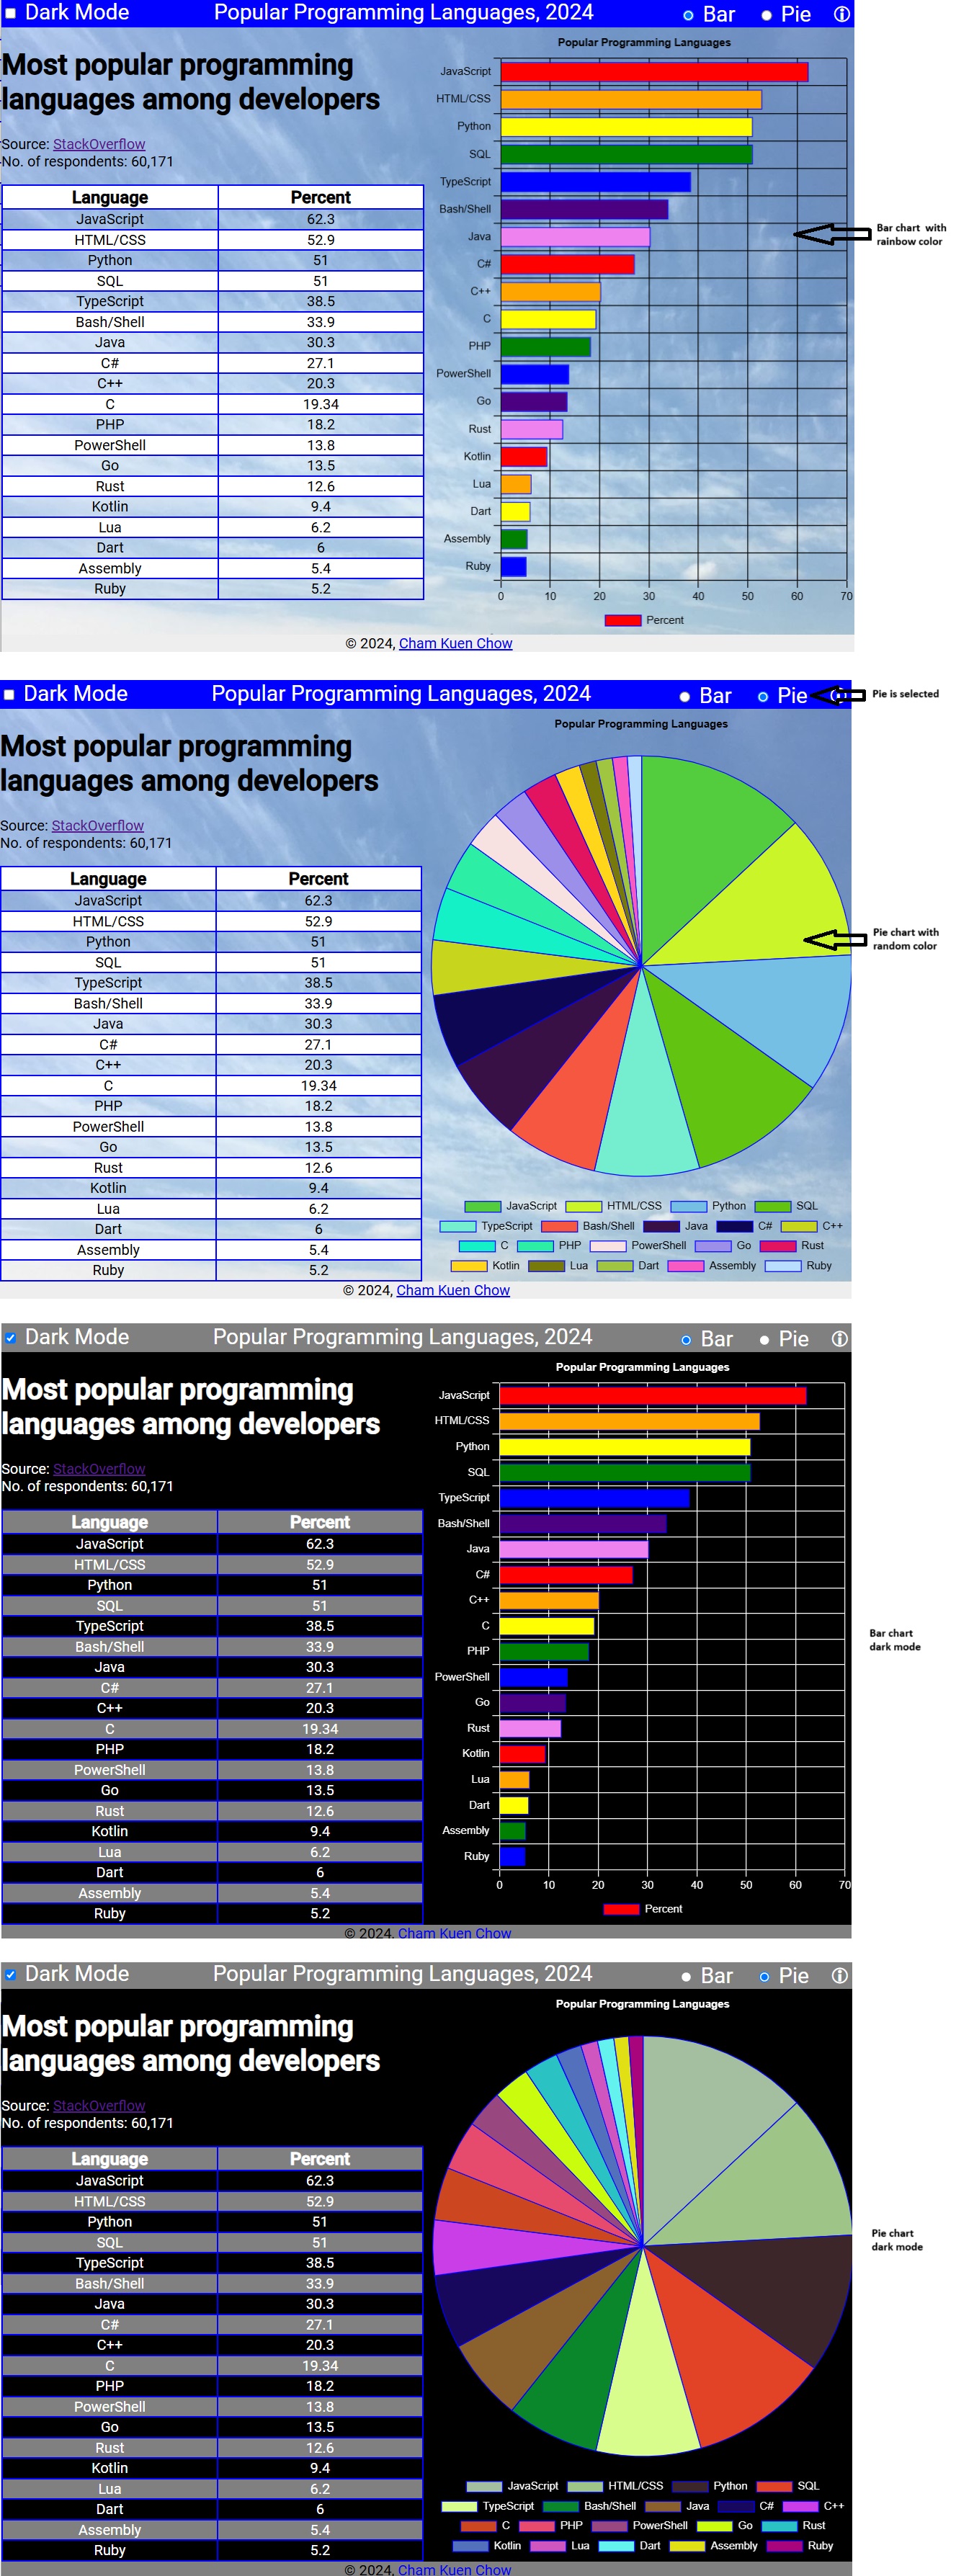 Dark Mode Popular Programming Languages, 2024 Bar Pie
Most popular programming
languages among developers
Source: StackOverflow
No. of respondents: 60,171
Language Percent
JavaScript 62.3
HTML/CSS 52.9
Python 51
SQL 51
TypeScript 38.5
Bash/Shell 33.9
Java 30.3
C# 27.1
C++ 20.3
C 19.34
PHP 18.2
PowerShell 13.8
Go 13.5
Rust 12.6
Kotlin 9.4
Lua 6.2
Dart 6
Assembly 5.4
Ruby 5.2
Popular Programming Languages
JavaScript
HTML/CSS
Python
SQL
TypeScript
Bash/Shell
Java
C#
C++
C
PHP
PowerShell
Go
Rust
Kotlin
Lua
Dart
Assembly
Ruby
0 10 20 30 40 50 60 70
Percent
Bar chart with
rainbow color
© 2024, Cham Kuen Chow
Dark Mode Popular Programming Languages, 2024 Bar Pie
Pie is selected
Most popular programming
languages among developers
Source: StackOverflow
No. of respondents: 60,171
Language Percent
JavaScript 62.3
HTML/CSS 52.9
Python 51
SQL 51
TypeScript 38.5
Bash/Shell 33.9
Java 30.3
C# 27.1
C++ 20.3
C 19.34
PHP 18.2
PowerShell 13.8
Go 13.5
Rust 12.6
Kotlin 9.4
Lua 6.2
Dart 6
Assembly 5.4
Ruby 5.2
Popular Programming Languages
Pie chart with
random color
JavaScript HTML/CSS Python SQL
TypeScript Bash/Shell Java C# C++
C PHP PowerShell Go Rust
Kotlin Lua Dart Assembly Ruby
© 2024, Cham Kuen Chow
Dark Mode Popular Programming Languages, 2024 Bar Pie
Most popular programming
languages among developers
Source: StackOverflow
No. of respondents: 60,171
Language Percent
JavaScript 62.3
HTML/CSS 52.9
Python 51
SQL 51
TypeScript 38.5
Bash/Shell 33.9
Java 30.3
C# 27.1
C++ 20.3
C 19.34
PHP 18.2
PowerShell 13.8
Go 13.5
Rust 12.6
Kotlin 9.4
Lua 6.2
Dart 6
Assembly 5.4
Ruby 5.2
Popular Programming Languages
JavaScript
HTML/CSS
Python
SQL
TypeScript
Bash/Shell
Java
C#
C++
C
PHP
PowerShell
Go
Rust
Kotlin
Lua
Dart
Assembly
Ruby
0 10 20 30 40 50 60 70
Percent
Bar chart
dark mode
© 2024, Cham Kuen Chow
Dark Mode Popular Programming Languages, 2024 Bar Pie
Most popular programming
languages among developers
Source: StackOverflow
No. of respondents: 60,171
Language Percent
JavaScript 62.3
HTML/CSS 52.9
Python 51
SQL 51
TypeScript 38.5
Bash/Shell 33.9
Java 30.3
C# 27.1
C++ 20.3
C 19.34
PHP 18.2
PowerShell 13.8
Go 13.5
Rust 12.6
Kotlin 9.4
Lua 6.2
Dart 6
Assembly 5.4
Ruby 5.2
Popular Programming Languages
Pie chart
dark mode
JavaScript HTML/CSS Python SQL
TypeScript Bash/Shell Java C# C++
C PHP PowerShell Go Rust
Kotlin Lua Dart Assembly Ruby
© 2024, Cham Kuen Chow